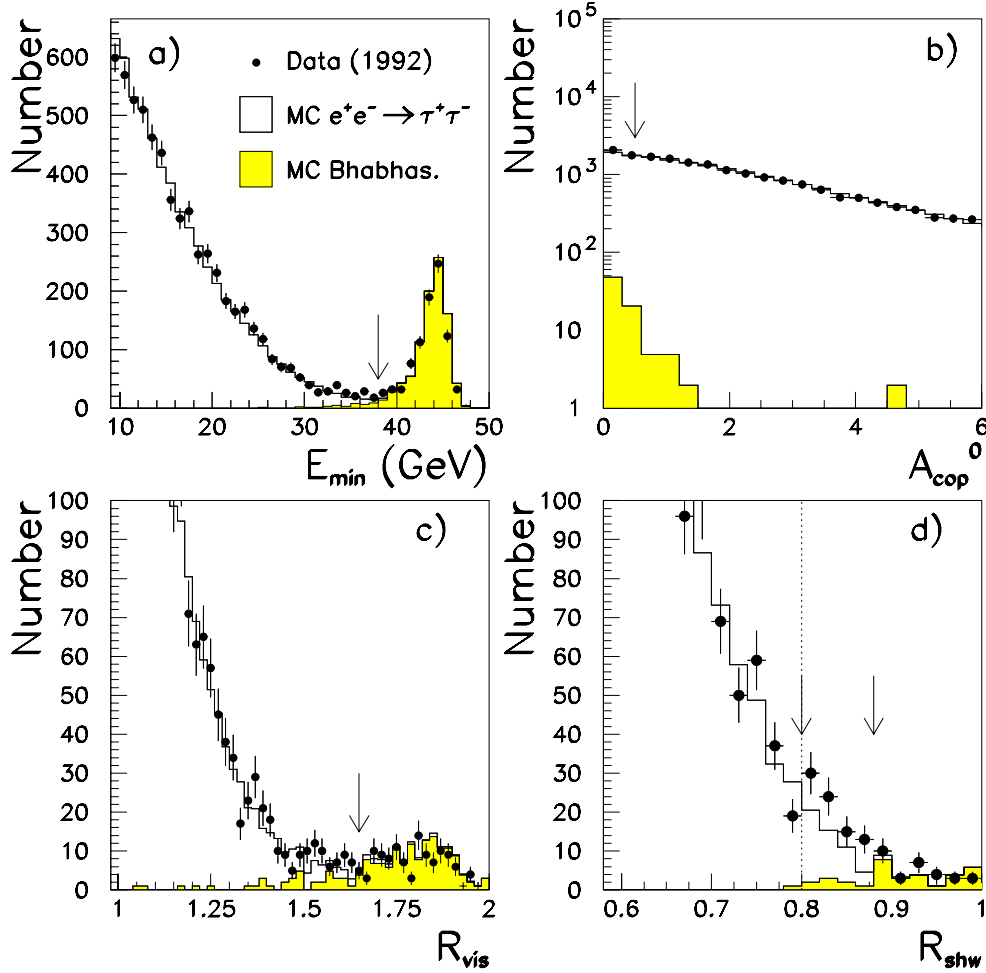 Number
a)
600
500
400
300
200
100
0
Data (1992)
MC e⁺e⁻ → τ⁺τ⁻
MC Bhabhas.
10 20 30 40 50
E_min (GeV)
Number
b)
10⁵
10⁴
10³
10²
10
1
0 2 4 6
A_cop⁰
Number
c)
100
90
80
70
60
50
40
30
20
10
0
1 1.25 1.5 1.75 2
R_vis
Number
d)
100
90
80
70
60
50
40
30
20
10
0
0.6 0.7 0.8 0.9 1
R_shw